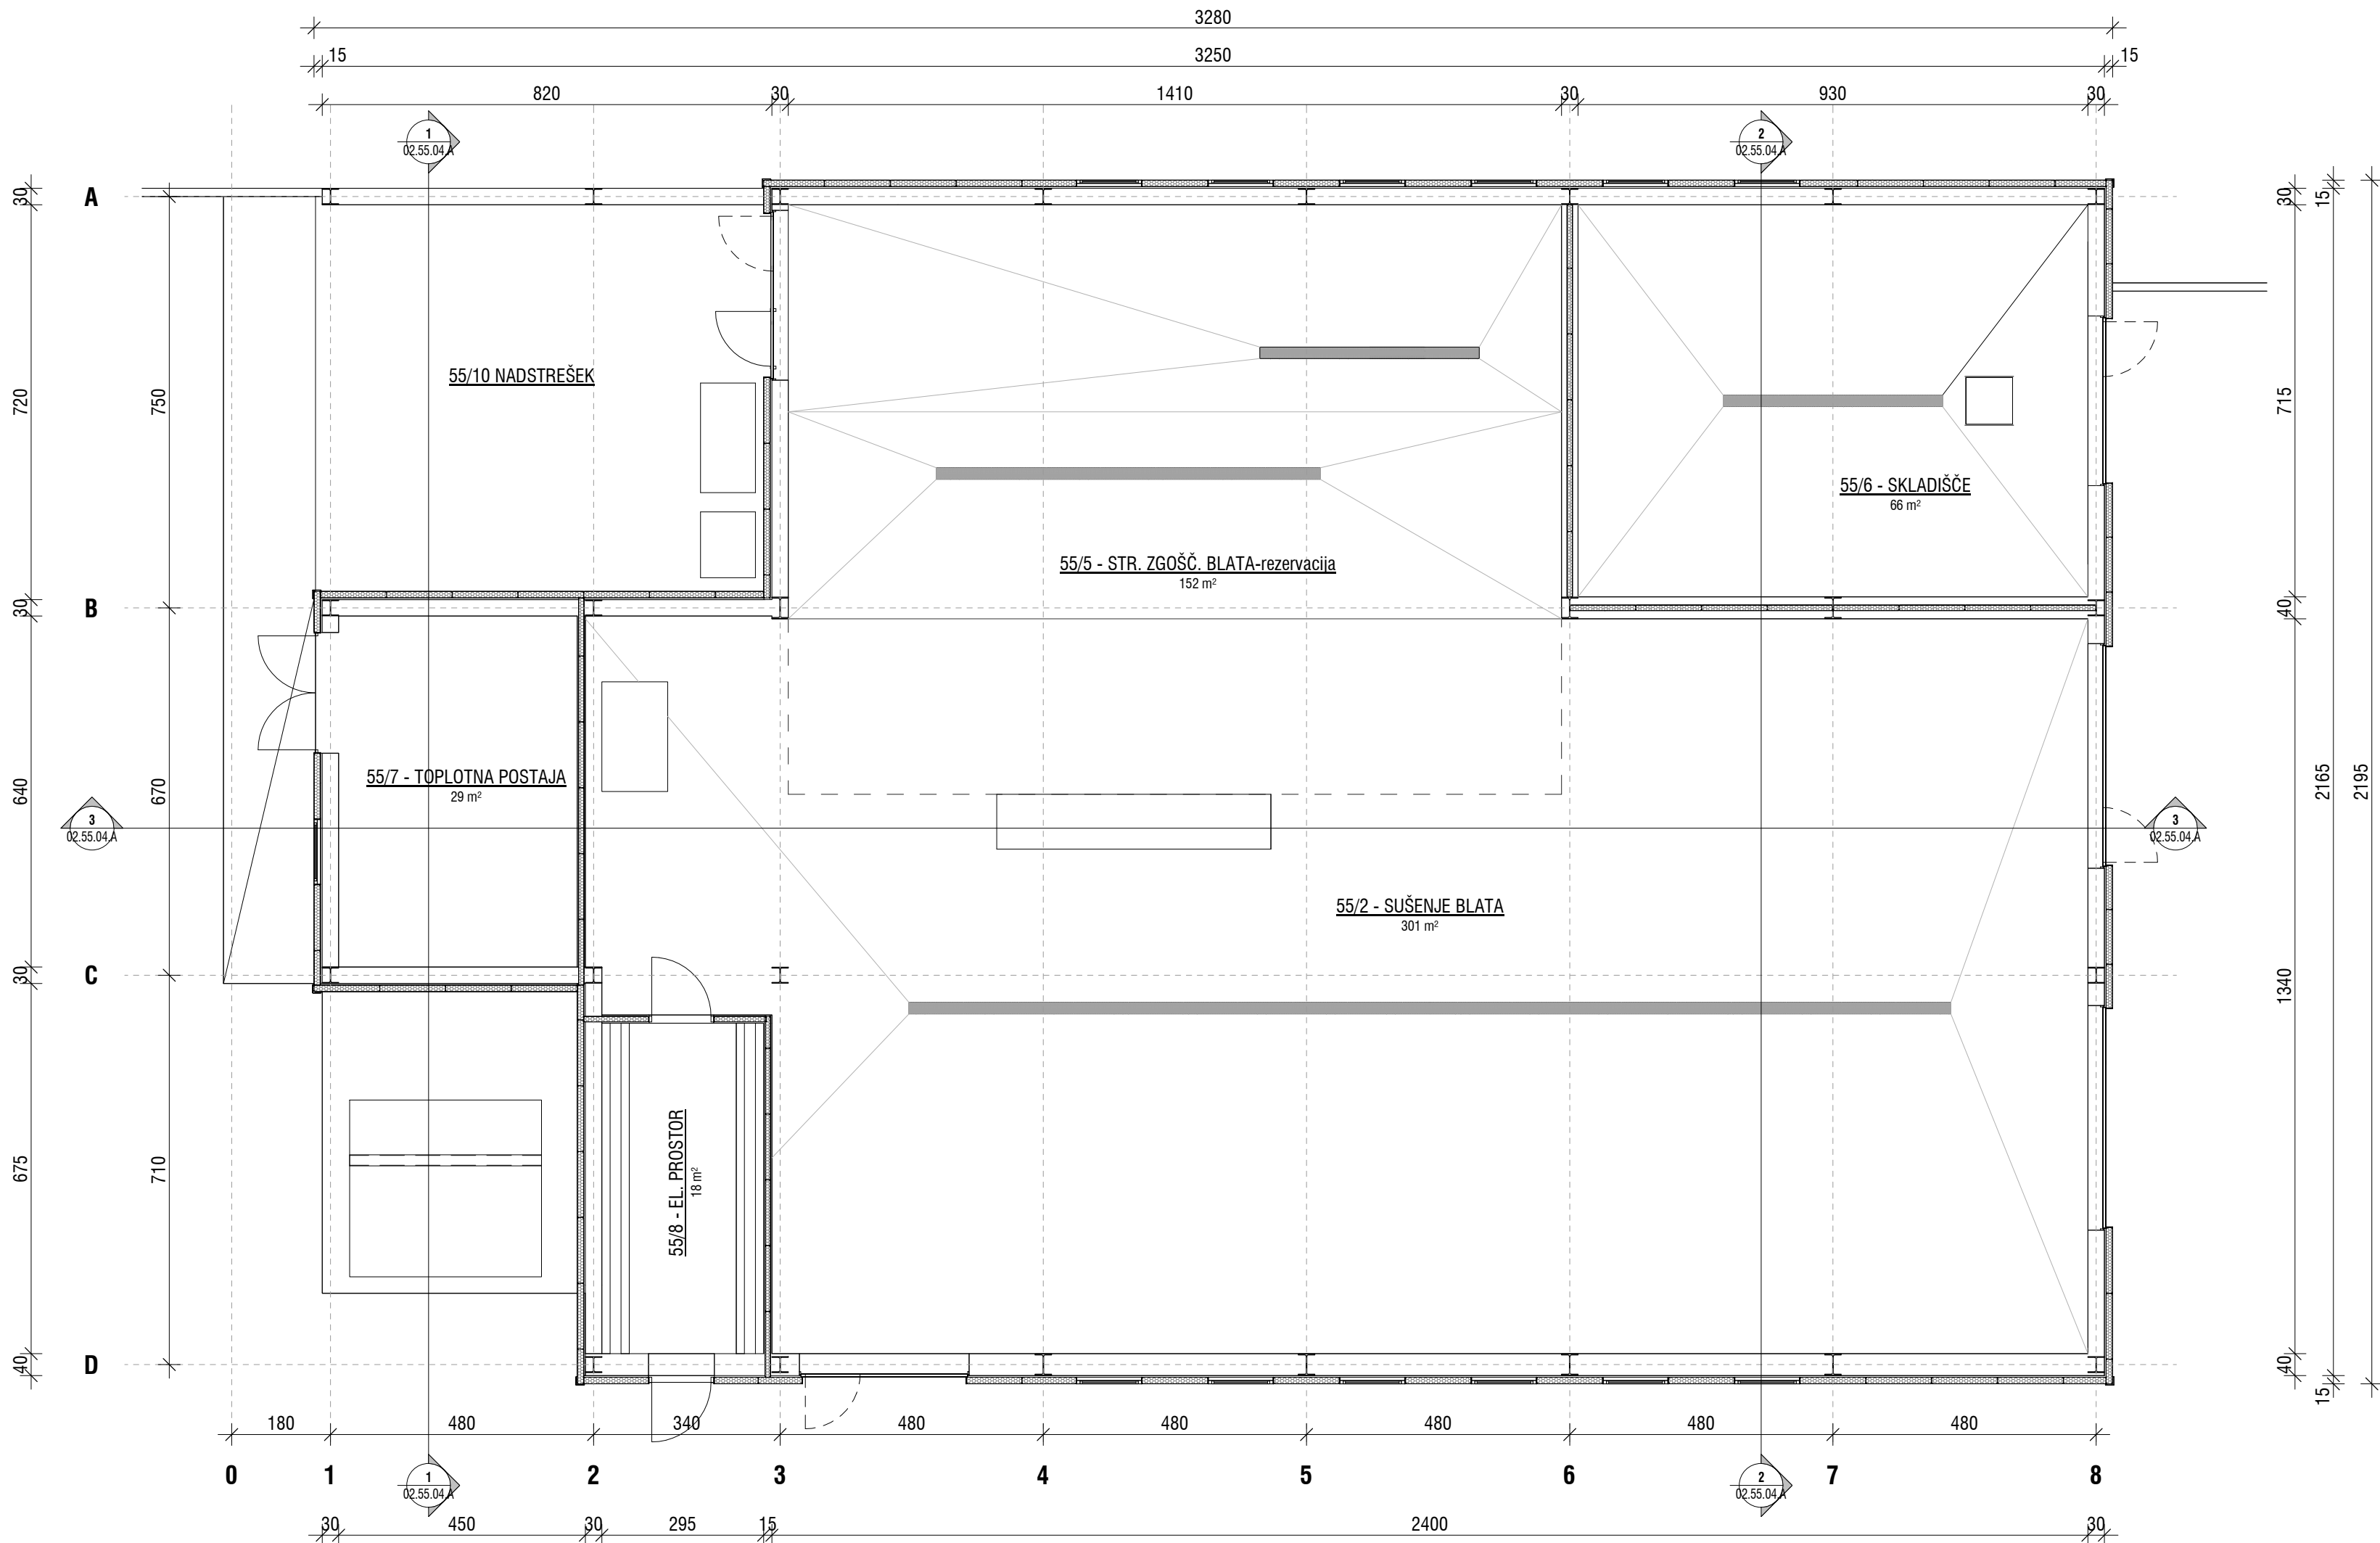 3280
15 3250 15
820 30 1410 30 930 30
1
02.55.04.A
2
02.55.04.A
A
30
30
15
720
750
55/10 NADSTREŠEK
715
55/6 - SKLADIŠČE
66 m²
55/5 - STR. ZGOŠČ. BLATA-rezervacija
152 m²
B
30
40
640
670
55/7 - TOPLOTNA POSTAJA
29 m²
2165
2195
3
02.55.04.A
3
02.55.04.A
55/2 - SUŠENJE BLATA
301 m²
C
30
1340
675
710
55/8 - EL. PROSTOR
18 m²
D
40
40
15
180 480 340 480 480 480 480 480
0 1 2 3 4 5 6 7 8
1
02.55.04.A
2
02.55.04.A
30 450 30 295 15 2400 30